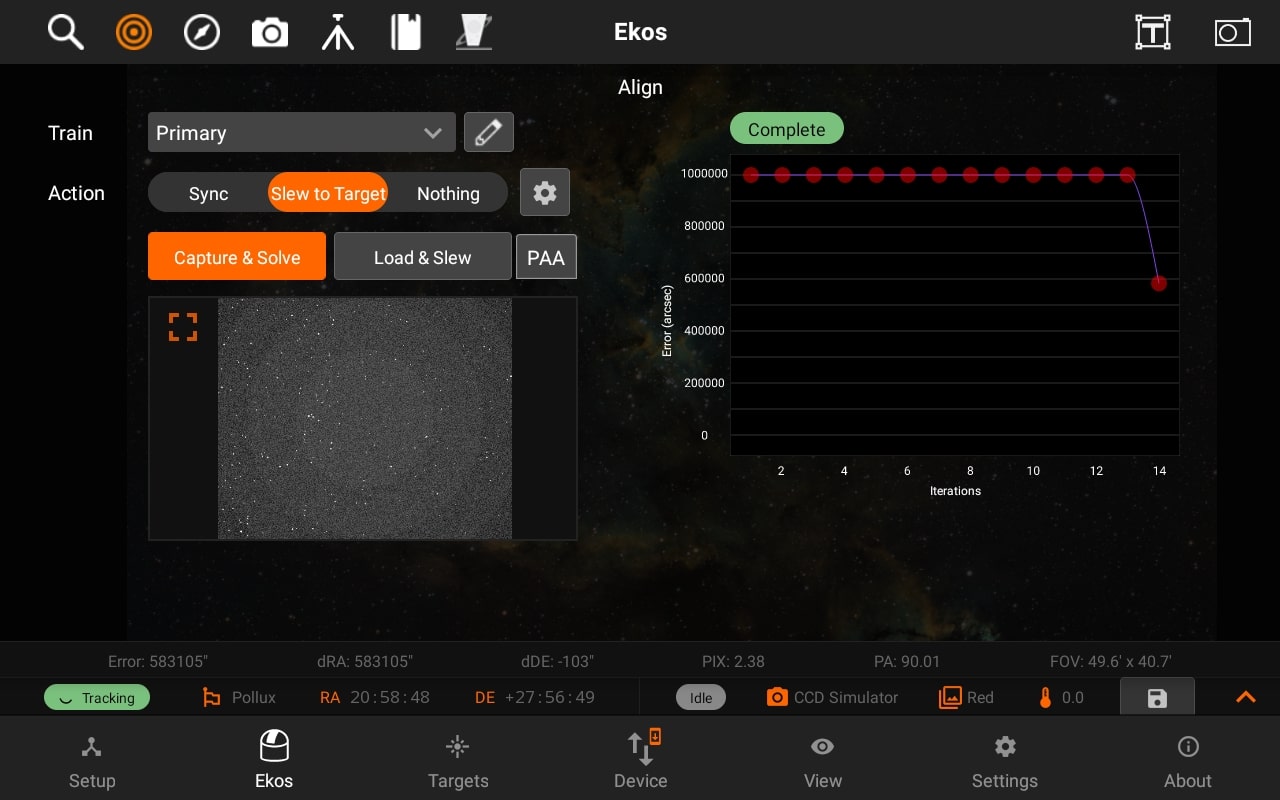 Ekos
Align
Train
Primary
Complete
Action
Sync
Slew to Target
Nothing
Capture & Solve
Load & Slew
PAA
1000000
800000
600000
400000
200000
0
Error (arcsec)
2 4 6 8 10 12 14
Iterations
Error: 583105" dRA: 583105" dDE: -103" PIX: 2.38 PA: 90.01 FOV: 49.6' x 40.7'
Tracking Pollux RA 20:58:48 DE +27:56:49 Idle CCD Simulator Red 0.0
Setup Ekos Targets Device View Settings About